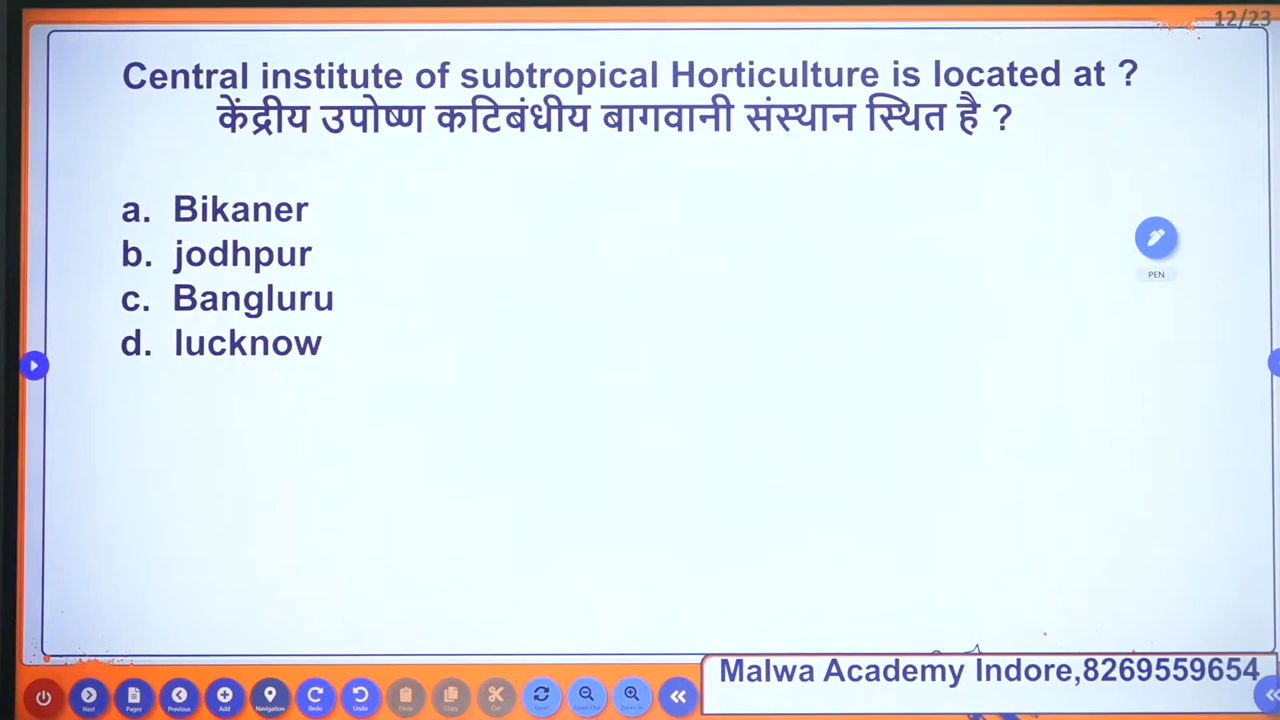 12/23
Central institute of subtropical Horticulture is located at ?
केंद्रीय उपोष्ण कटिबंधीय बागवानी संस्थान स्थित है ?
a. Bikaner
b. jodhpur
c. Bangluru
d. lucknow
PEN
Malwa Academy Indore,8269559654
Next
Pages
Previous
Add
Navigation
Redo
Undo
Paste
Copy
Cut
Zoom Out
Zoom In